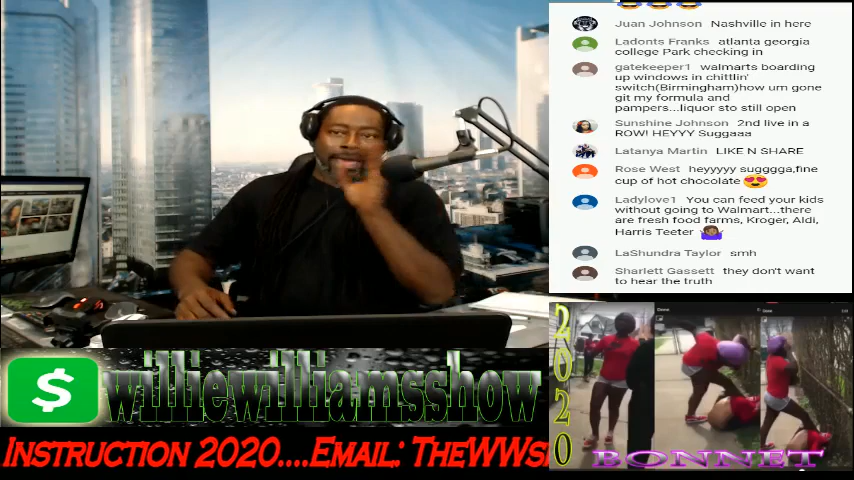 Juan Johnson Nashville in here
Ladonts Franks atlanta georgia
college Park checking in
gatekeeper1 walmarts boarding
up windows in chittlin'
switch(Birmingham)how um gone
git my formula and
pampers...liquor sto still open
Sunshine Johnson 2nd live in a
ROW! HEYYY Suggaaa
Latanya Martin LIKE N SHARE
Rose West heyyyyy sugggga,fine
cup of hot chocolate
Ladylove1 You can feed your kids
without going to Walmart...there
are fresh food farms, Kroger, Aldi,
Harris Teeter
LaShundra Taylor smh
Sharlett Gassett they don't want
to hear the truth
2020
BONNET
$ williewilliamsshow
INSTRUCTION 2020....EMAIL: THEWWS